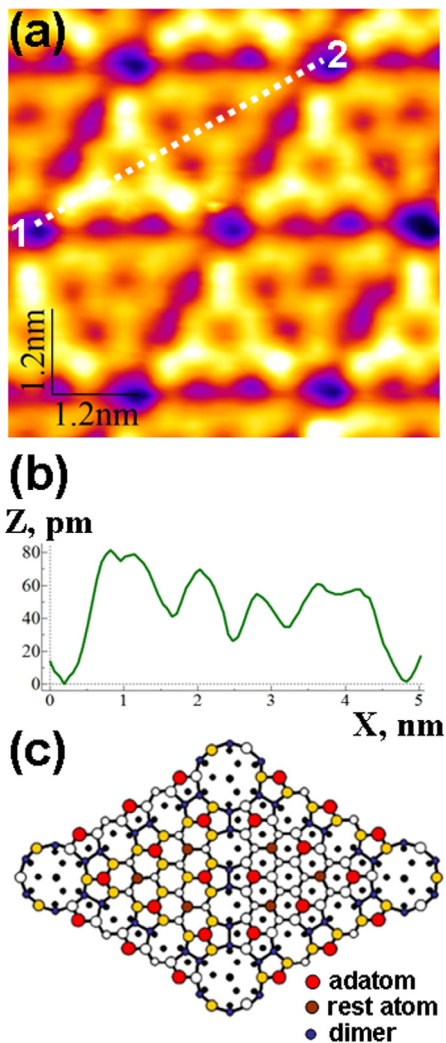 (a)
2
1
1.2nm
1.2nm
(b)
Z, pm
80
60
40
20
0
0 1 2 3 4 5
X, nm
(c)
adatom
rest atom
dimer